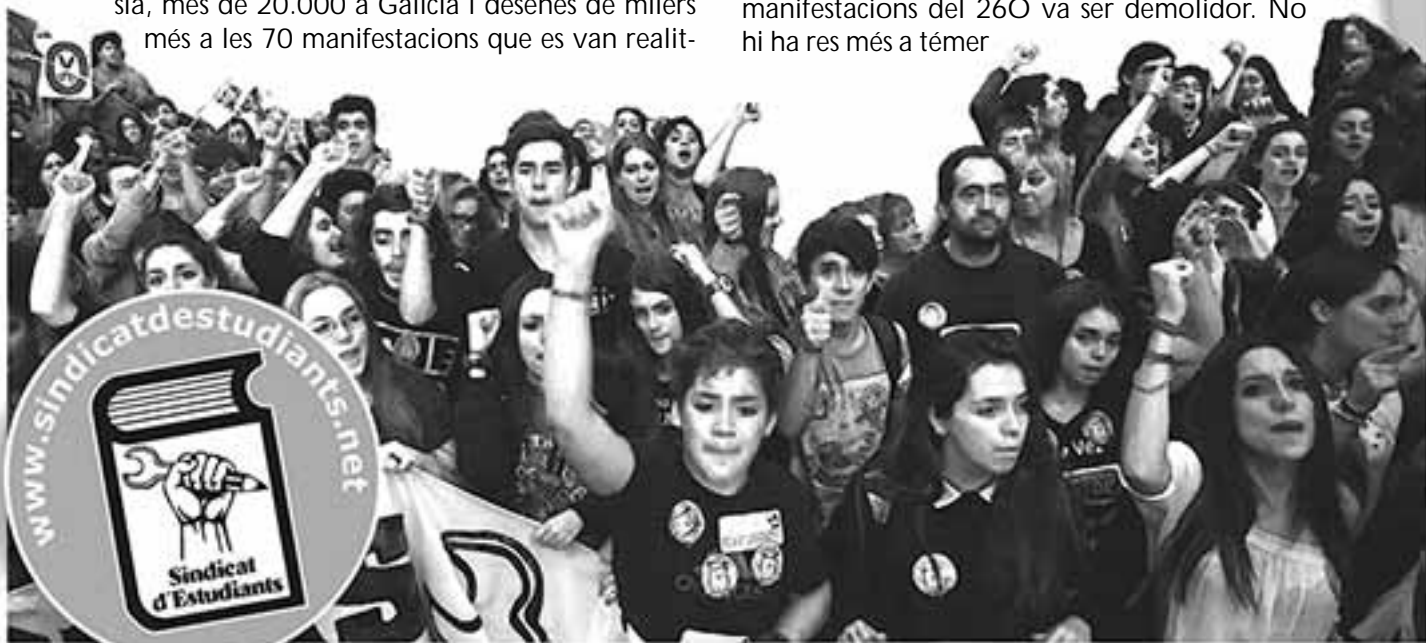 sia, més de 20.000 a Galícia i desenes de milers
més a les 70 manifestacions que es van realit-
manifestacions del 26O va ser demolidor. No
hi ha res més a témer
www.sindicatdestudiants.net
Sindicat
d'Estudiants